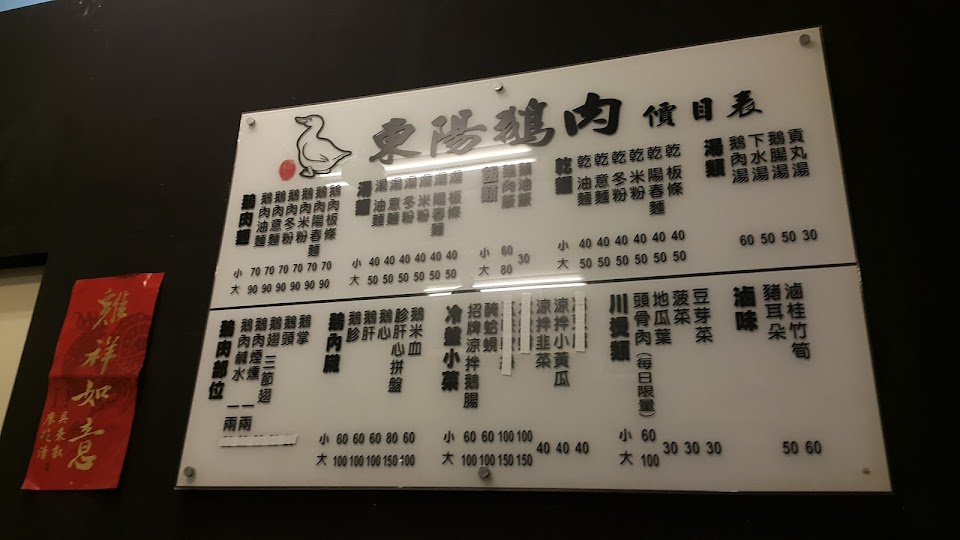 東陽鵝肉 價目表
鵝肉麵
鵝肉油麵
鵝肉意麵
鵝肉冬粉
鵝肉米粉
鵝肉陽春麵
鵝肉板條
小 70 70 70 70 70 70
大 90 90 90 90 90 90
湯麵
湯 油麵
湯 意麵
湯 冬粉
湯 米粉
湯 陽春麵
湯 板條
小 40 40 40 40 40 40
大 50 50 50 50 50 50
飯類
鵝肉飯
鵝油飯
小 60 30
大 80
乾麵
乾 油麵
乾 意麵
乾 冬粉
乾 米粉
乾 陽春麵
乾 板條
小 40 40 40 40 40 40
大 50 50 50 50 50 50
湯類
鵝肉湯
下水湯
鵝腸湯
貢丸湯
60 50 50 30
鵝肉部位
鵝肉鹹水 一兩
鵝肉煙燻 一兩
鵝翅 三節翅
鵝頭
鵝掌
鵝內臟
鵝胗
鵝肝
鵝心
胗肝心拼盤
鵝米血
小 60 60 60 80 60
大 100 100 100 150 100
冷盤小菜
招牌涼拌鵝腸
醃蛤蜆
涼拌韭菜
涼拌小黃瓜
小 60 60 100 100
大 100 100 150 150
40 40 40
川燙類
頭骨肉(每日限量)
地瓜葉
菠菜
豆芽菜
小 60
大 100
30 30 30
滷味
豬耳朵
滷桂竹筍
50 60
雞祥如意